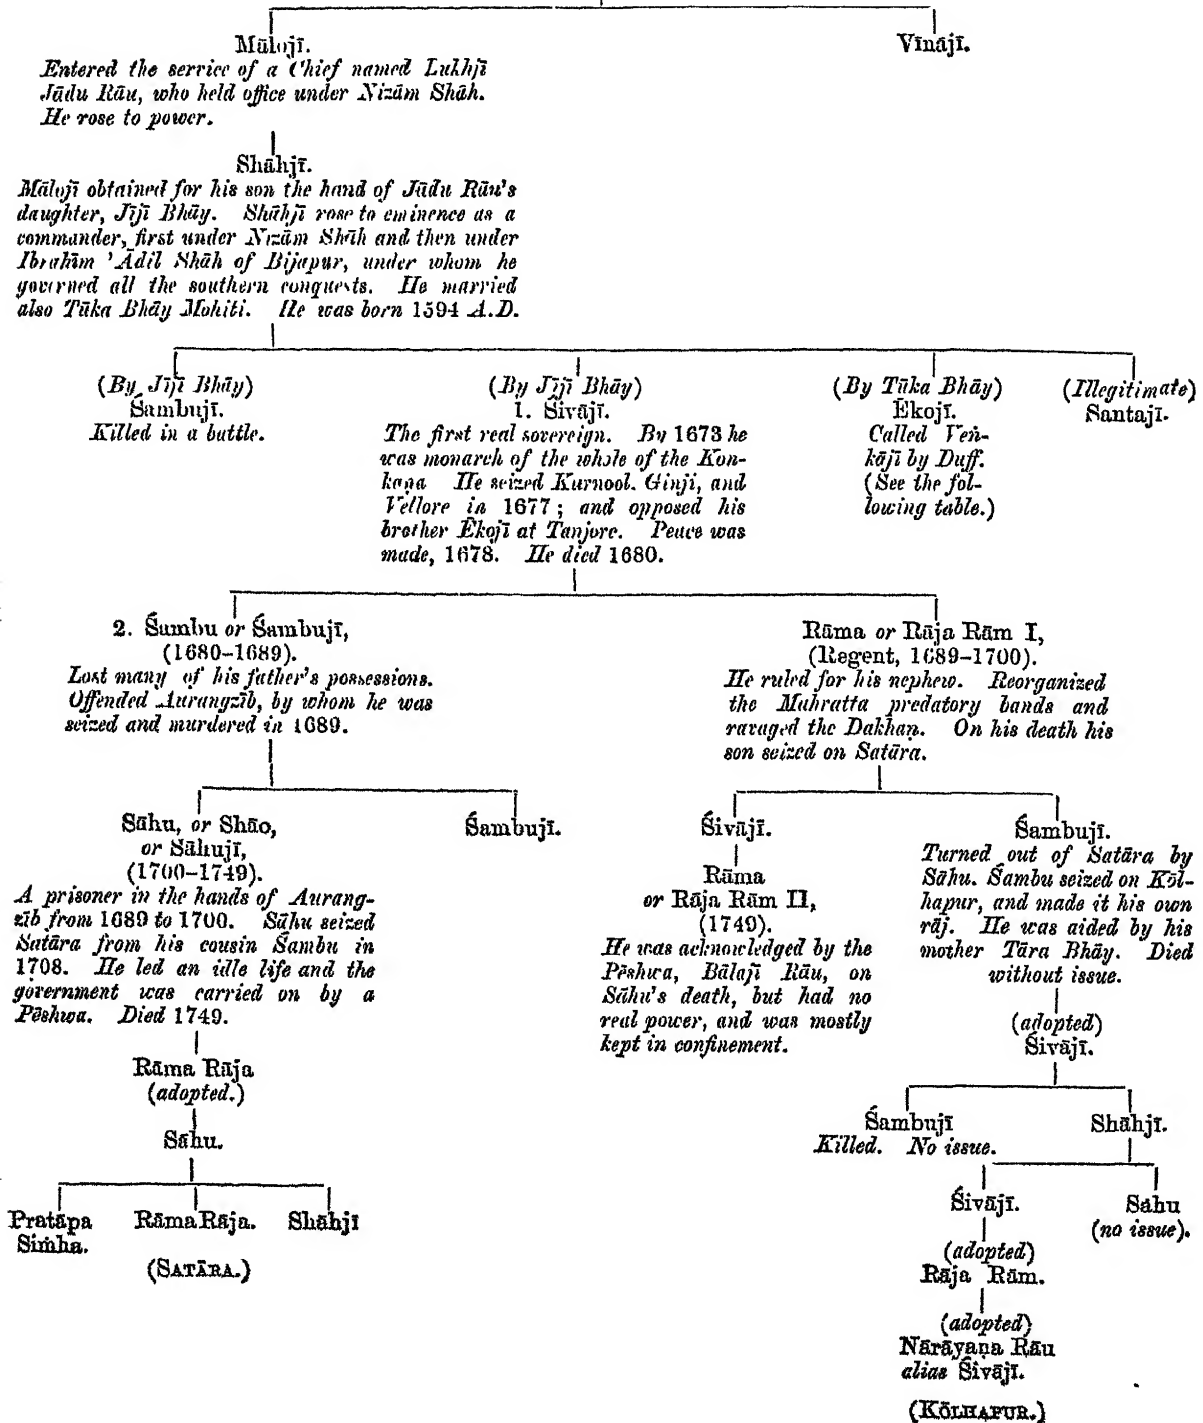 Mālojī.
Entered the service of a Chief named Lukhjī
Jādu Rāu, who held office under Nizām Shāh.
He rose to power.
Vīnājī.
Shāhjī.
Mālojī obtained for his son the hand of Jādu Rāu's
daughter, Jījī Bhāy. Shāhjī rose to eminence as a
commander, first under Nizām Shāh and then under
Ibrahīm 'Ādil Shāh of Bijapur, under whom he
governed all the southern conquests. He married
also Tūka Bhāy Mohiti. He was born 1594 A.D.
(By Jījī Bhāy)
Śambujī.
Killed in a battle.
(By Jījī Bhāy)
1. Śivājī.
The first real sovereign. By 1673 he
was monarch of the whole of the Kon-
kaṇa He seized Kurnool. Ginji, and
Vellore in 1677; and opposed his
brother Ēkojī at Tanjore. Peace was
made, 1678. He died 1680.
(By Tūka Bhāy)
Ēkojī.
Called Veṅ-
kājī by Duff.
(See the fol-
lowing table.)
(Illegitimate)
Santajī.
2. Śambu or Śambujī,
(1680-1689).
Lost many of his father's possessions.
Offended Aurangzīb, by whom he was
seized and murdered in 1689.
Rāma or Rāja Rām I,
(Regent, 1689-1700).
He ruled for his nephew. Reorganized
the Mahratta predatory bands and
ravaged the Dakhaṇ. On his death his
son seized on Satāra.
Sāhu, or Shāo,
or Sāhujī,
(1700-1749).
A prisoner in the hands of Aurang-
zīb from 1689 to 1700. Sāhu seized
Satāra from his cousin Śambu in
1708. He led an idle life and the
government was carried on by a
Pēshwa. Died 1749.
Śambujī.
Śivājī.
Rāma
or Rāja Rām II,
(1749).
He was acknowledged by the
Pēshwa, Bālajī Rāu, on
Sāhu's death, but had no
real power, and was mostly
kept in confinement.
Śambujī.
Turned out of Satāra by
Sāhu. Śambu seized on Kōl-
hapur, and made it his own
rāj. He was aided by his
mother Tāra Bhāy. Died
without issue.
(adopted)
Śivājī.
Rāma Rāja
(adopted.)
Sāhu.
Pratāpa
Siṁha.
Rāma Rāja.
Shāhjī
(SATĀRA.)
Śambujī
Killed. No issue.
Shāhjī.
Śivājī.
Sāhu
(no issue).
(adopted)
Rāja Rām.
(adopted)
Nārāyaṇa Rāu
alias Śivājī.
(KŌLHAPUR.)